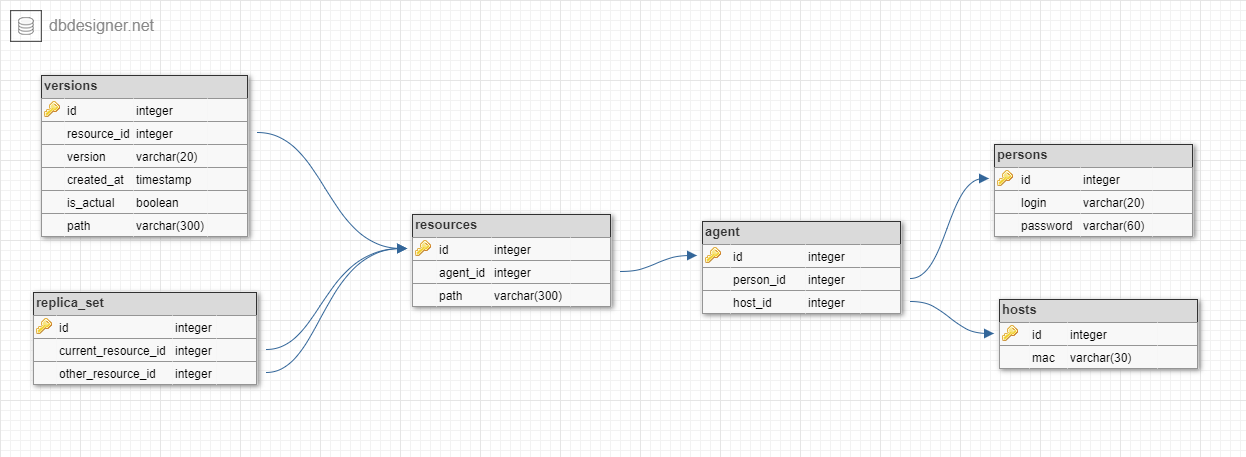 dbdesigner.net
versions
id integer
resource_id integer
version varchar(20)
created_at timestamp
is_actual boolean
path varchar(300)
replica_set
id integer
current_resource_id integer
other_resource_id integer
resources
id integer
agent_id integer
path varchar(300)
agent
id integer
person_id integer
host_id integer
persons
id integer
login varchar(20)
password varchar(60)
hosts
id integer
mac varchar(30)